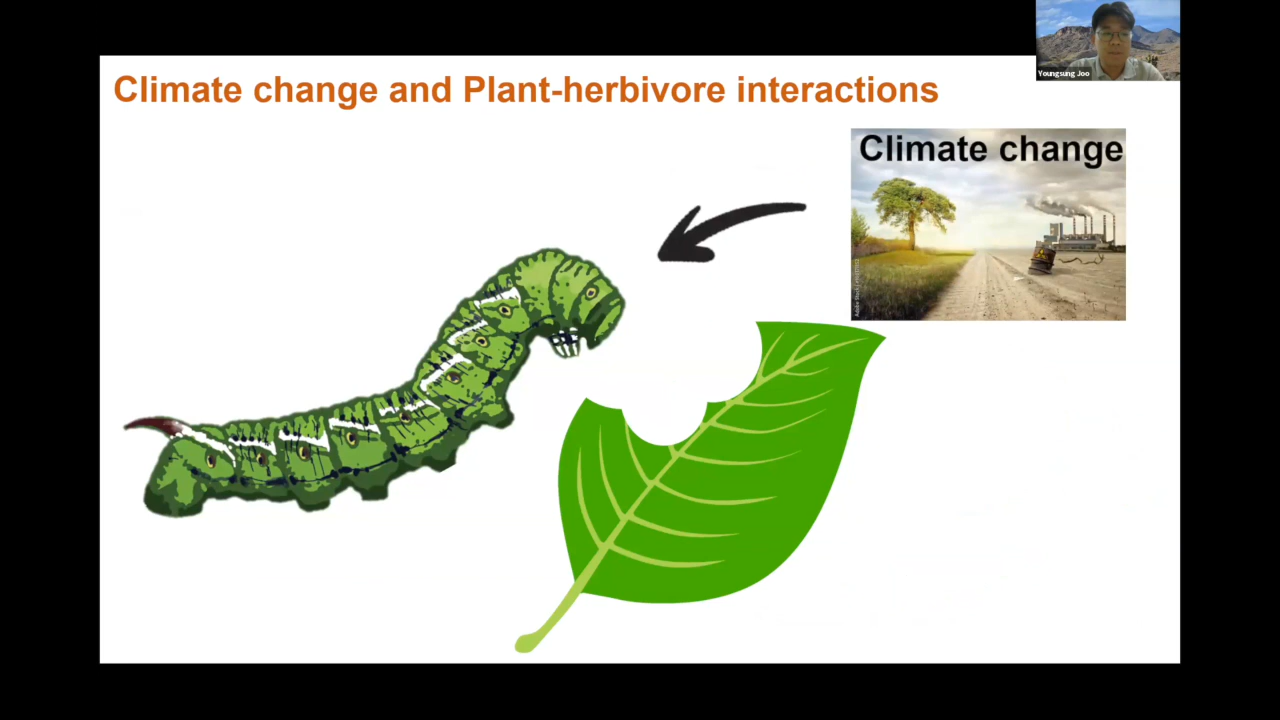 Youngsung Joo
Climate change and Plant-herbivore interactions
Climate change